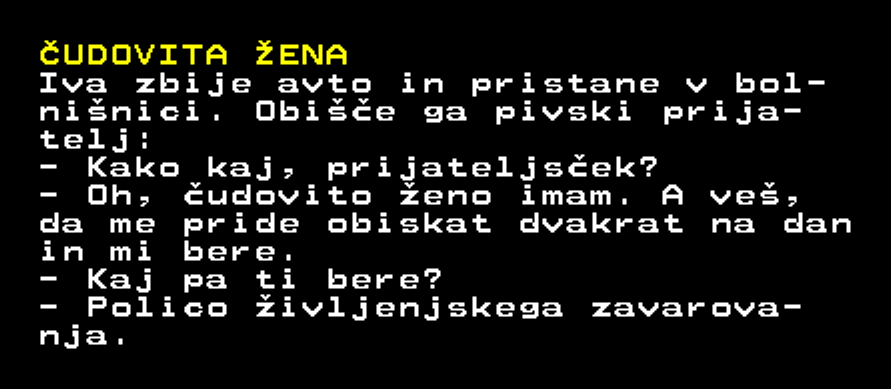 ČUDOVITA ŽENA
Iva zbije avto in pristane v bol-
nišnici. Obišče ga pivski prija-
telj:
- Kako kaj, prijateljsček?
- Oh, čudovito ženo imam. A veš,
da me pride obiskat dvakrat na dan
in mi bere.
- Kaj pa ti bere?
- Polico življenjskega zavarova-
nja.